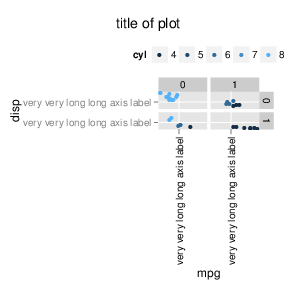 title of plot
cyl 4 5 6 7 8
0 1
disp
very very long long axis label
0
very very long long axis label
1
very very long long axis label
very very long long axis label
mpg